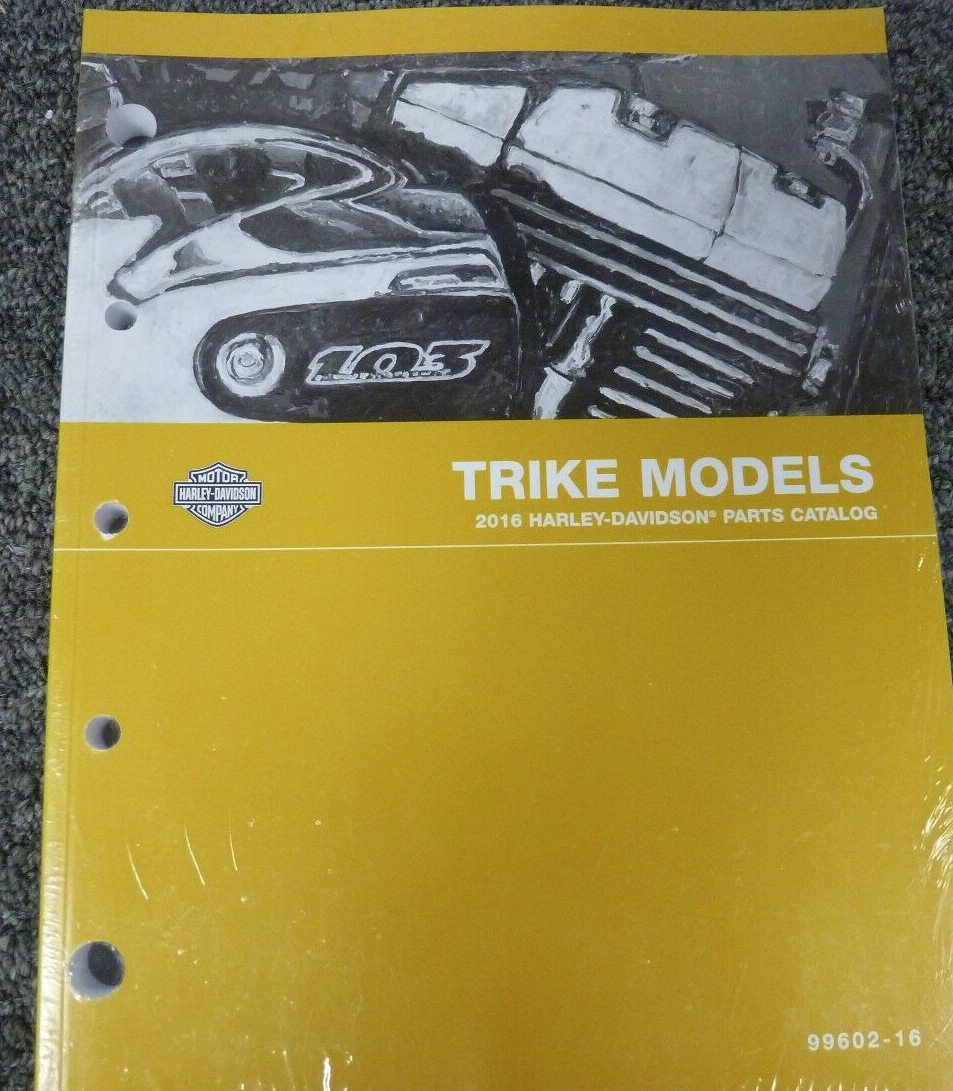 103
MOTOR
HARLEY-DAVIDSON
COMPANY
TRIKE MODELS
2016 HARLEY-DAVIDSON® PARTS CATALOG
99602-16